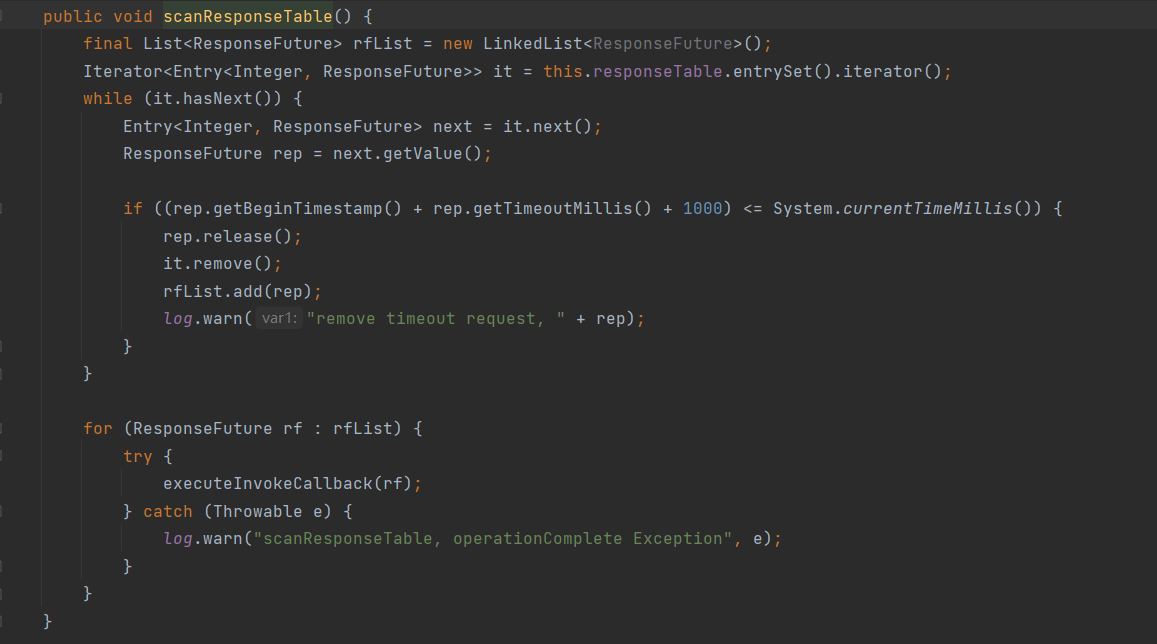 public void scanResponseTable() {
    final List<ResponseFuture> rfList = new LinkedList<ResponseFuture>();
    Iterator<Entry<Integer, ResponseFuture>> it = this.responseTable.entrySet().iterator();
    while (it.hasNext()) {
        Entry<Integer, ResponseFuture> next = it.next();
        ResponseFuture rep = next.getValue();

        if ((rep.getBeginTimestamp() + rep.getTimeoutMillis() + 1000) <= System.currentTimeMillis()) {
            rep.release();
            it.remove();
            rfList.add(rep);
            log.warn( var1: "remove timeout request, " + rep);
        }
    }

    for (ResponseFuture rf : rfList) {
        try {
            executeInvokeCallback(rf);
        } catch (Throwable e) {
            log.warn("scanResponseTable, operationComplete Exception", e);
        }
    }
}